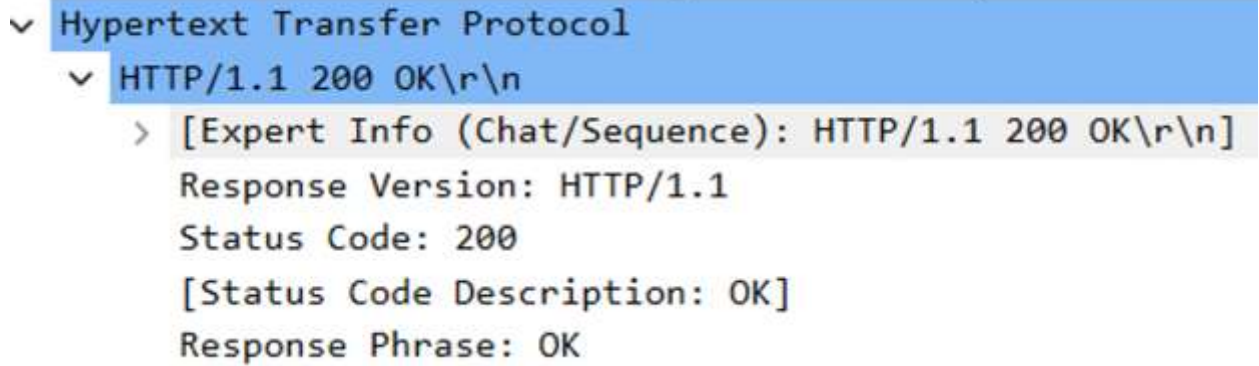 Hypertext Transfer Protocol
HTTP/1.1 200 OK\r\n
[Expert Info (Chat/Sequence): HTTP/1.1 200 OK\r\n]
Response Version: HTTP/1.1
Status Code: 200
[Status Code Description: OK]
Response Phrase: OK